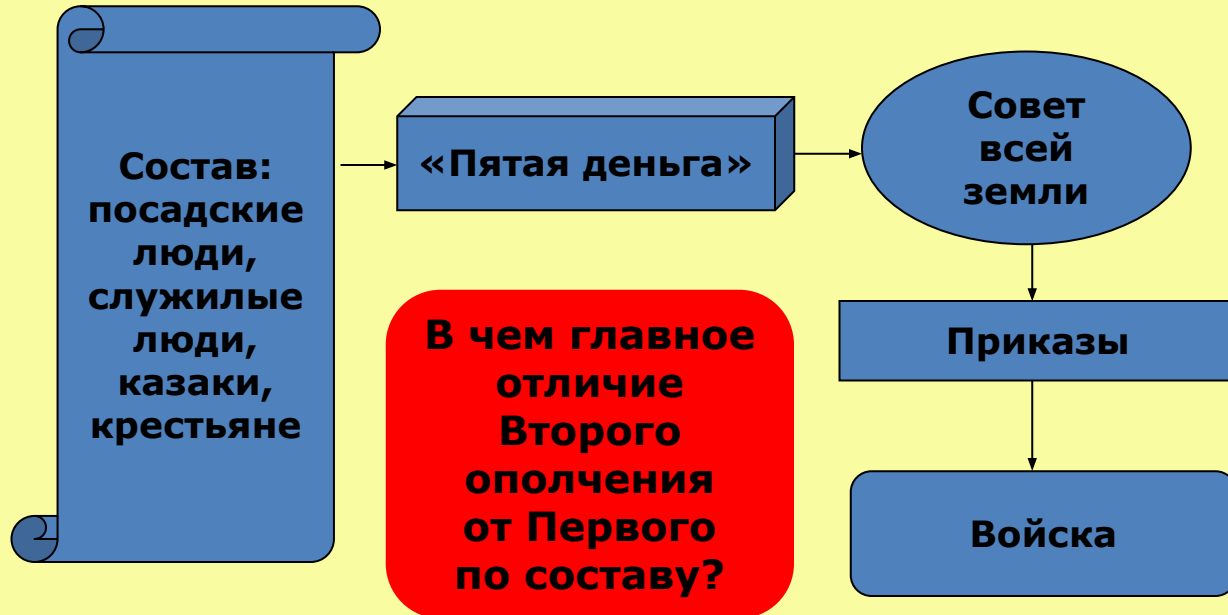 Состав:
посадские
люди,
служилые
люди,
казаки,
крестьяне
«Пятая деньга»
Совет
всей
земли
Приказы
Войска
В чем главное
отличие
Второго
ополчения
от Первого
по составу?